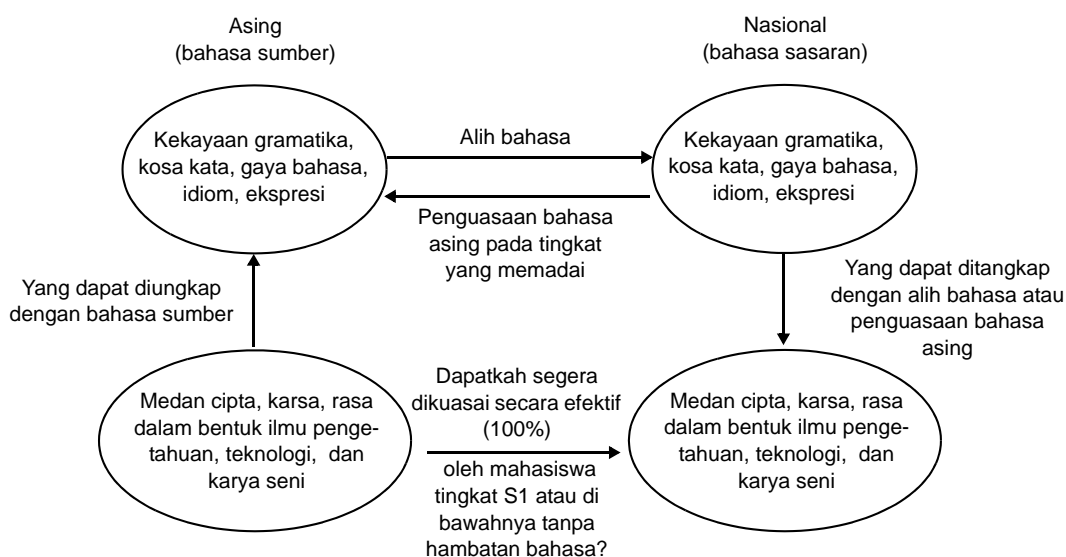 Asing
(bahasa sumber)
Nasional
(bahasa sasaran)
Kekayaan gramatika,
kosa kata, gaya bahasa,
idiom, ekspresi
Alih bahasa
Penguasaan bahasa
asing pada tingkat
yang memadai
Kekayaan gramatika,
kosa kata, gaya bahasa,
idiom, ekspresi
Yang dapat diungkap
dengan bahasa sumber
Yang dapat ditangkap
dengan alih bahasa atau
penguasaan bahasa
asing
Medan cipta, karsa, rasa
dalam bentuk ilmu penge-
tahuan, teknologi, dan
karya seni
Dapatkah segera
dikuasai secara efektif
(100%)
oleh mahasiswa
tingkat S1 atau di
bawahnya tanpa
hambatan bahasa?
Medan cipta, karsa, rasa
dalam bentuk ilmu penge-
tahuan, teknologi, dan
karya seni